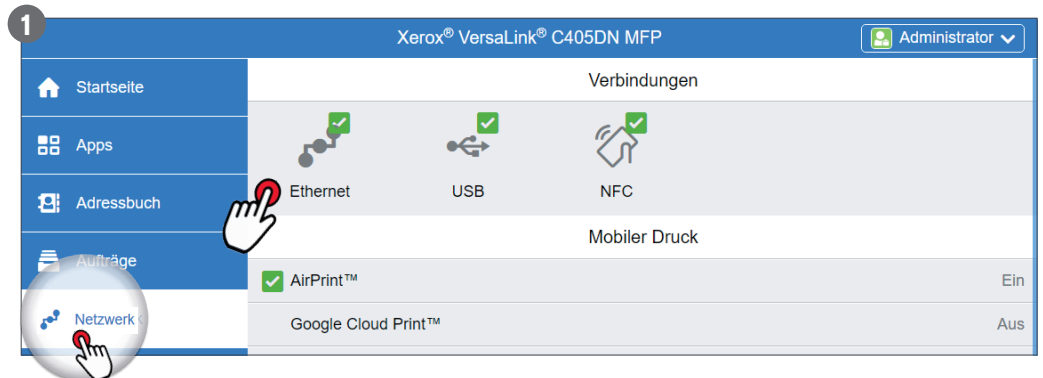 1
Xerox® VersaLink® C405DN MFP
Administrator
Startseite
Apps
Adressbuch
Aufträge
Netzwerk
Verbindungen
Ethernet USB NFC
Mobiler Druck
AirPrint™ Ein
Google Cloud Print™ Aus